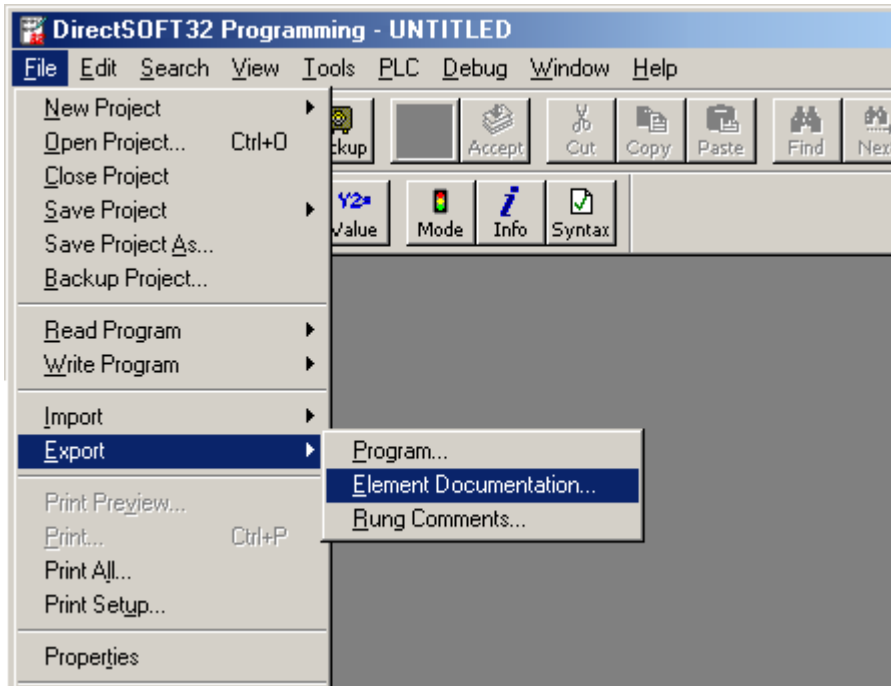 DirectSOFT32 Programming - UNTITLED
File Edit Search View Tools PLC Debug Window Help
New Project
Open Project... Ctrl+O
Close Project
Save Project
Save Project As...
Backup Project...
Read Program
Write Program
Import
Export
Print Preview...
Print... Ctrl+P
Print All...
Print Setup...
Properties
Program...
Element Documentation...
Rung Comments...
ckup Accept Cut Copy Paste Find Nex
Y2=
Value Mode Info Syntax